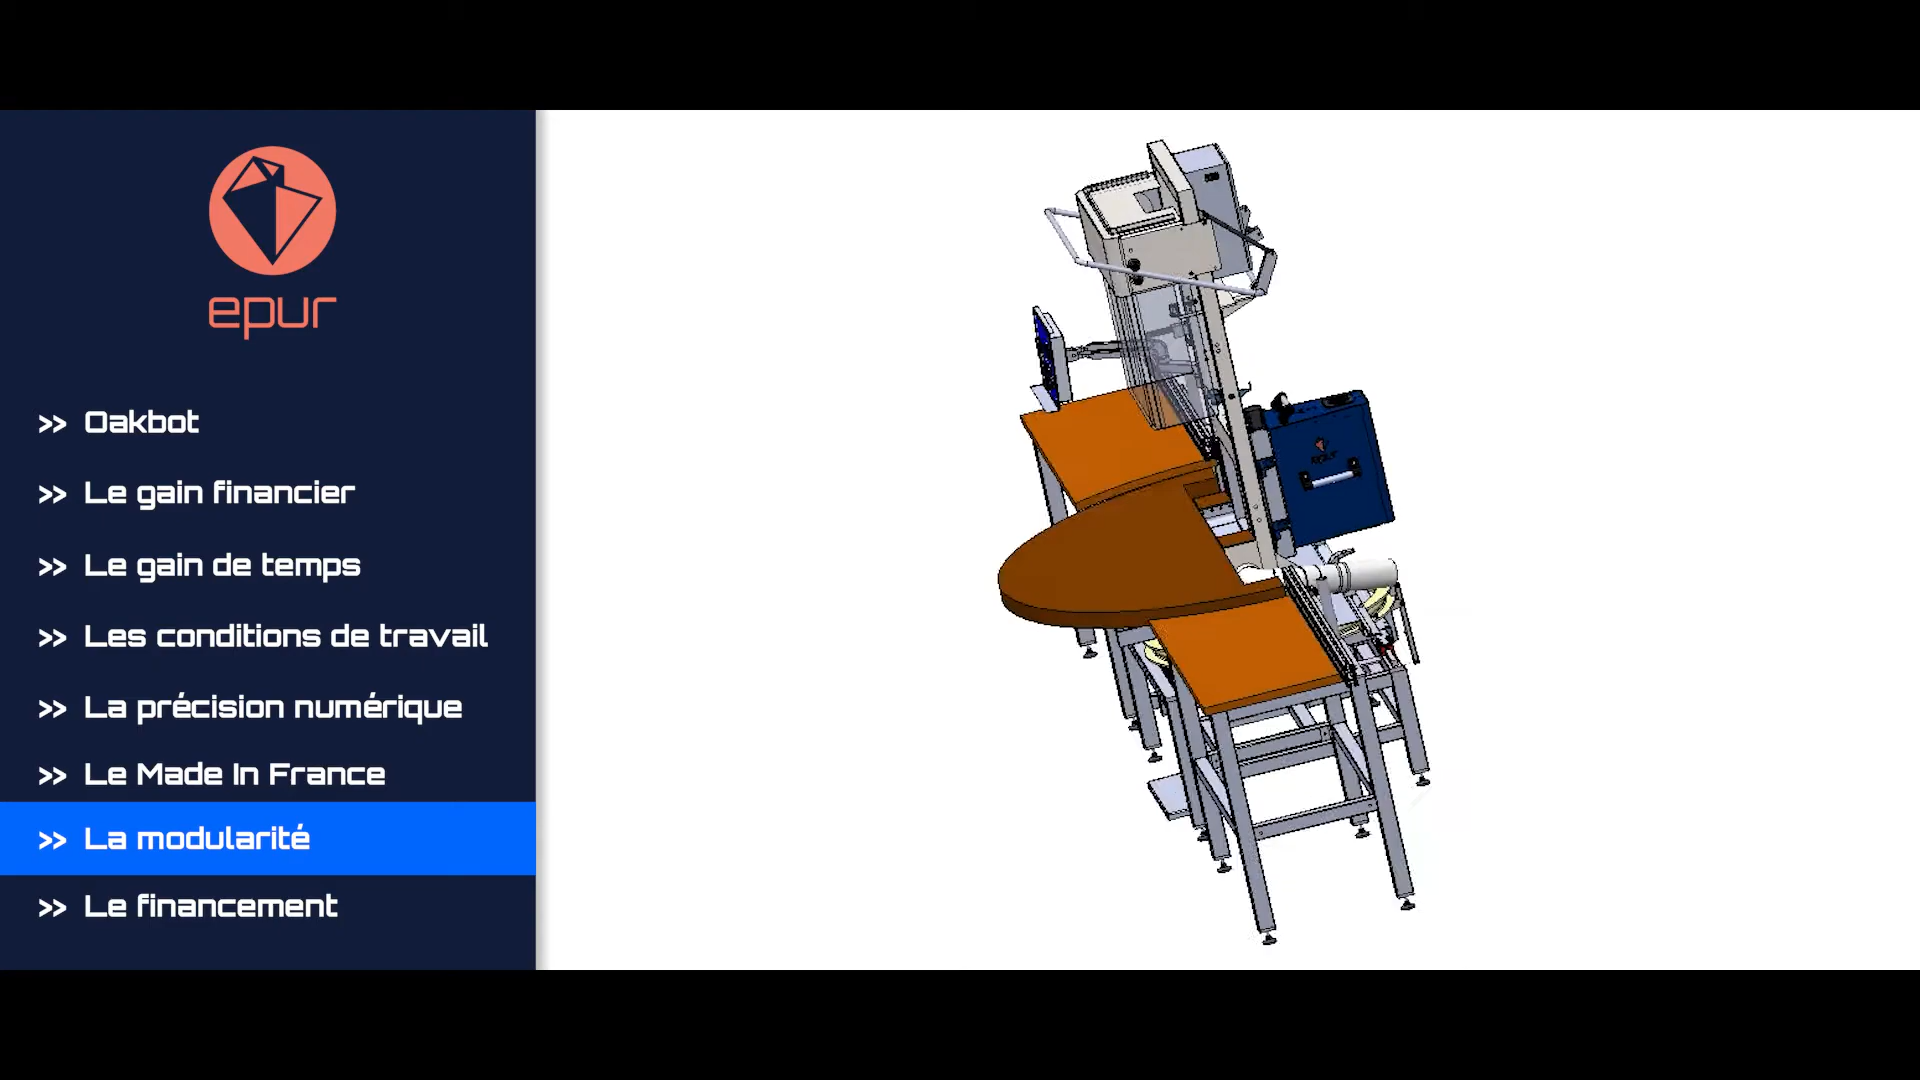 epur
>> Oakbot
>> Le gain financier
>> Le gain de temps
>> Les conditions de travail
>> La précision numérique
>> Le Made In France
>> La modularité
>> Le financement